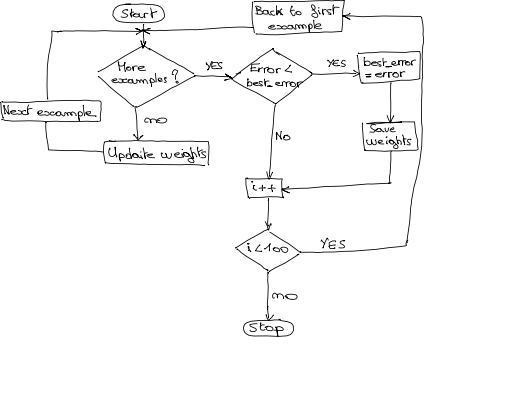 Start
Back to first
example
More
examples?
YES
Error <
best_error
YES
best_error
= error
Next example
no
Update weights
No
Save
weights
i++
i<100
YES
no
Stop